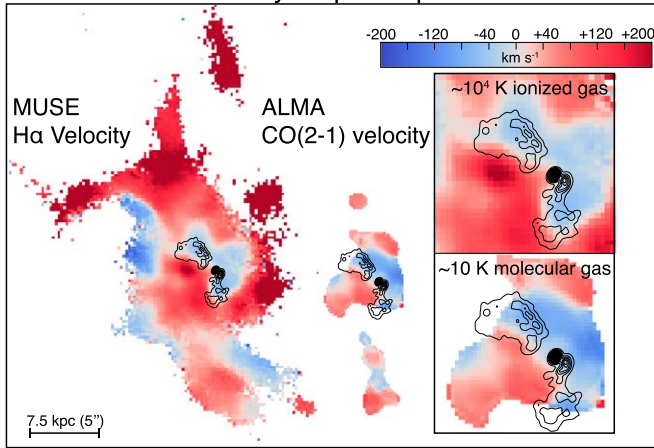 -200 -120 -40 0 +40 +120 +200
km s⁻¹
MUSE
Hα Velocity
ALMA
CO(2-1) velocity
~10⁴ K ionized gas
~10 K molecular gas
7.5 kpc (5”)